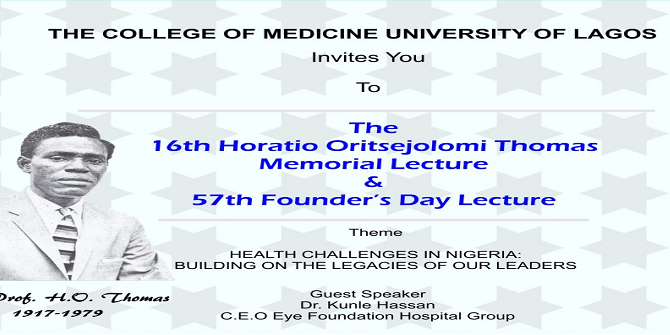 THE COLLEGE OF MEDICINE UNIVERSITY OF LAGOS
Invites You
To
The
16th Horatio Oritsejolomi Thomas
Memorial Lecture
&
57th Founder's Day Lecture
Theme
HEALTH CHALLENGES IN NIGERIA:
BUILDING ON THE LEGACIES OF OUR LEADERS
Guest Speaker
Dr. Kunle Hassan
C.E.O Eye Foundation Hospital Group
Prof. H.O. Thomas
1917-1979